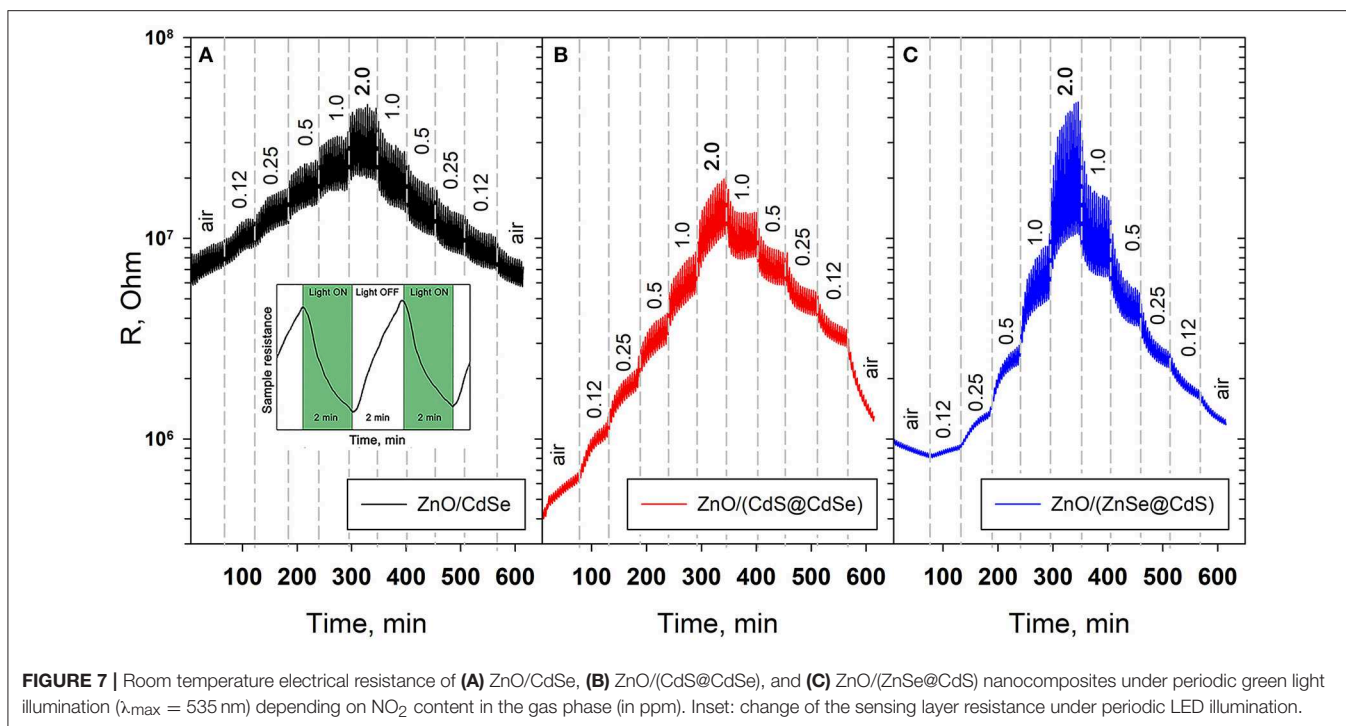 A
B
C
10⁸
10⁷
10⁶
R, Ohm
air
0.12
0.25
0.5
1.0
2.0
1.0
0.5
0.25
0.12
air
Light ON
Light OFF
Light ON
Sample resistance
2 min
2 min
2 min
Time, min
ZnO/CdSe
air
0.12
0.25
0.5
1.0
2.0
1.0
0.5
0.25
0.12
air
ZnO/(CdS@CdSe)
air
0.12
0.25
0.5
1.0
2.0
1.0
0.5
0.25
0.12
air
ZnO/(ZnSe@CdS)
100 200 300 400 500 600
100 200 300 400 500 600
100 200 300 400 500 600
Time, min
Time, min
Time, min
FIGURE 7 | Room temperature electrical resistance of (A) ZnO/CdSe, (B) ZnO/(CdS@CdSe), and (C) ZnO/(ZnSe@CdS) nanocomposites under periodic green light
illumination (λmax = 535 nm) depending on NO₂ content in the gas phase (in ppm). Inset: change of the sensing layer resistance under periodic LED illumination.